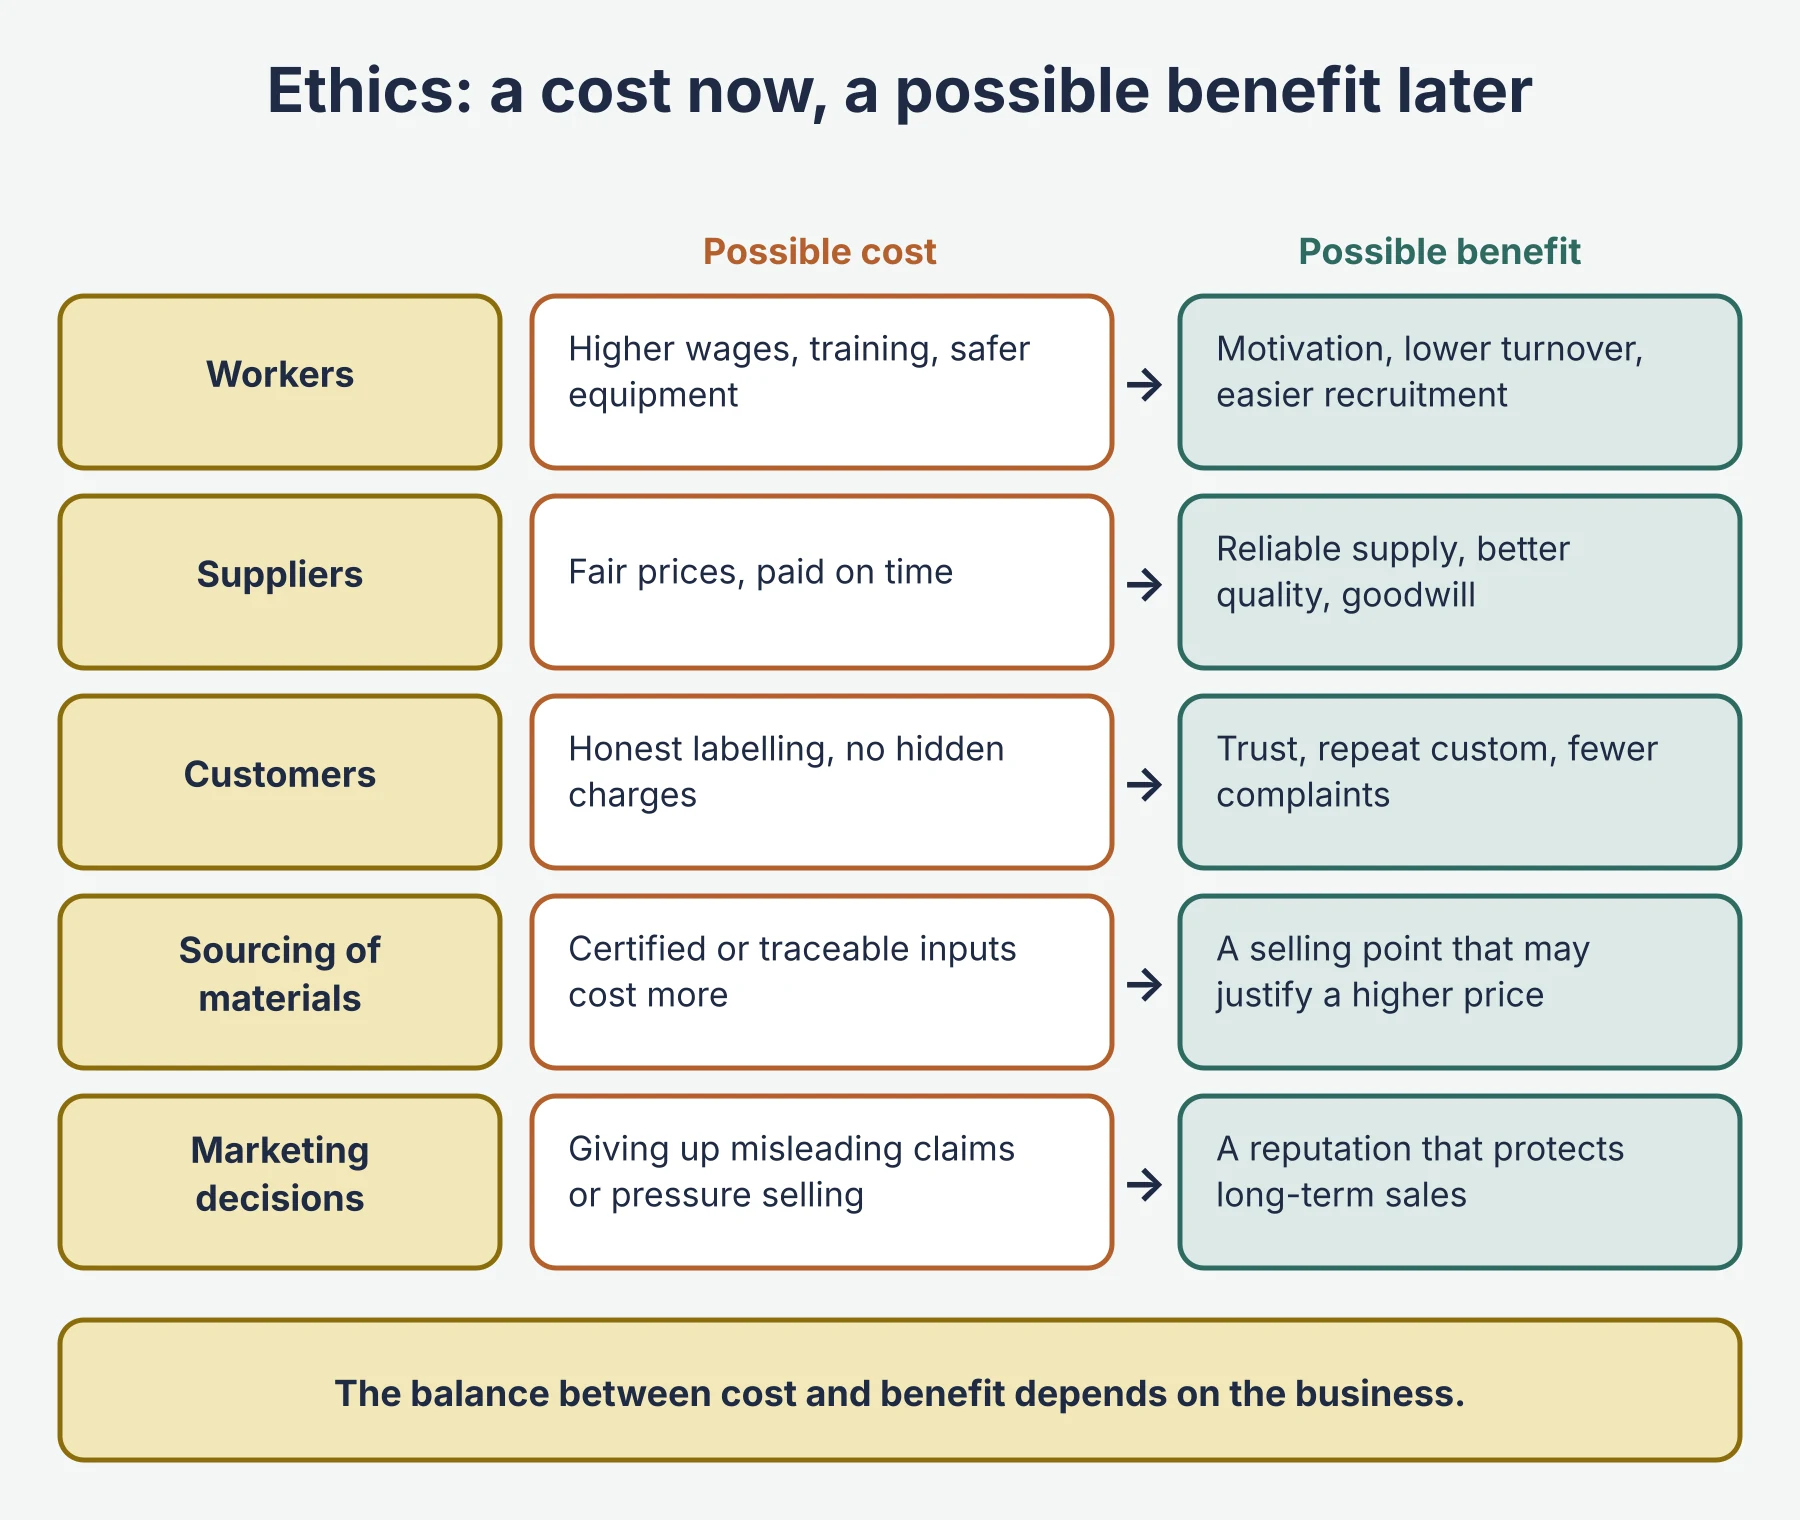 Ethics: a cost now, a possible benefit later
Possible cost
Possible benefit
Workers
Higher wages, training, safer
equipment
→
Motivation, lower turnover,
easier recruitment
Suppliers
Fair prices, paid on time
→
Reliable supply, better
quality, goodwill
Customers
Honest labelling, no hidden
charges
→
Trust, repeat custom, fewer
complaints
Sourcing of
materials
Certified or traceable inputs
cost more
→
A selling point that may
justify a higher price
Marketing
decisions
Giving up misleading claims
or pressure selling
→
A reputation that protects
long-term sales
The balance between cost and benefit depends on the business.